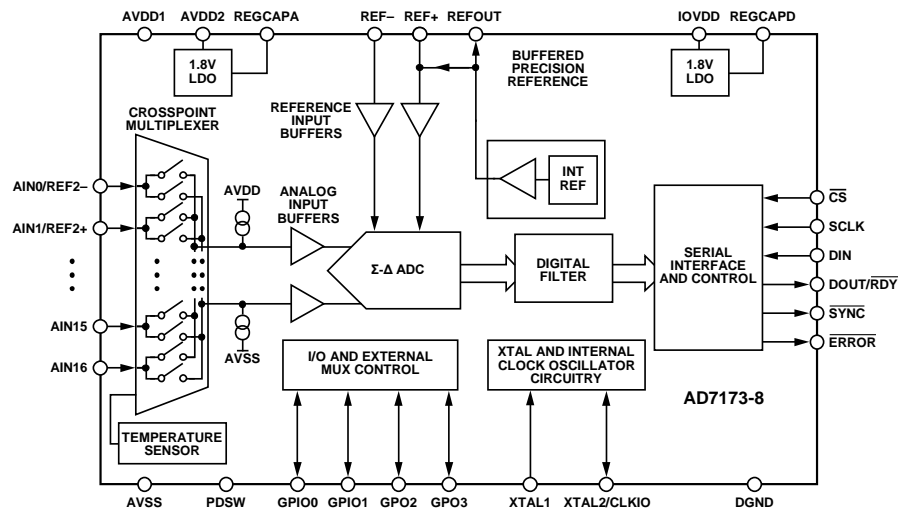 AVDD1 AVDD2 REGCAPA REF– REF+ REFOUT IOVDD REGCAPD
1.8V
LDO
BUFFERED
PRECISION
REFERENCE
1.8V
LDO
CROSSPOINT
MULTIPLEXER
REFERENCE
INPUT
BUFFERS
INT
REF
AIN0/REF2–
AIN1/REF2+
AIN15
AIN16
AVDD
ANALOG
INPUT
BUFFERS
Σ-Δ ADC
DIGITAL
FILTER
SERIAL
INTERFACE
AND CONTROL
CS
SCLK
DIN
DOUT/RDY
SYNC
ERROR
AVSS
I/O AND EXTERNAL
MUX CONTROL
XTAL AND INTERNAL
CLOCK OSCILLATOR
CIRCUITRY
AD7173-8
TEMPERATURE
SENSOR
AVSS PDSW GPIO0 GPIO1 GPO2 GPO3 XTAL1 XTAL2/CLKIO DGND